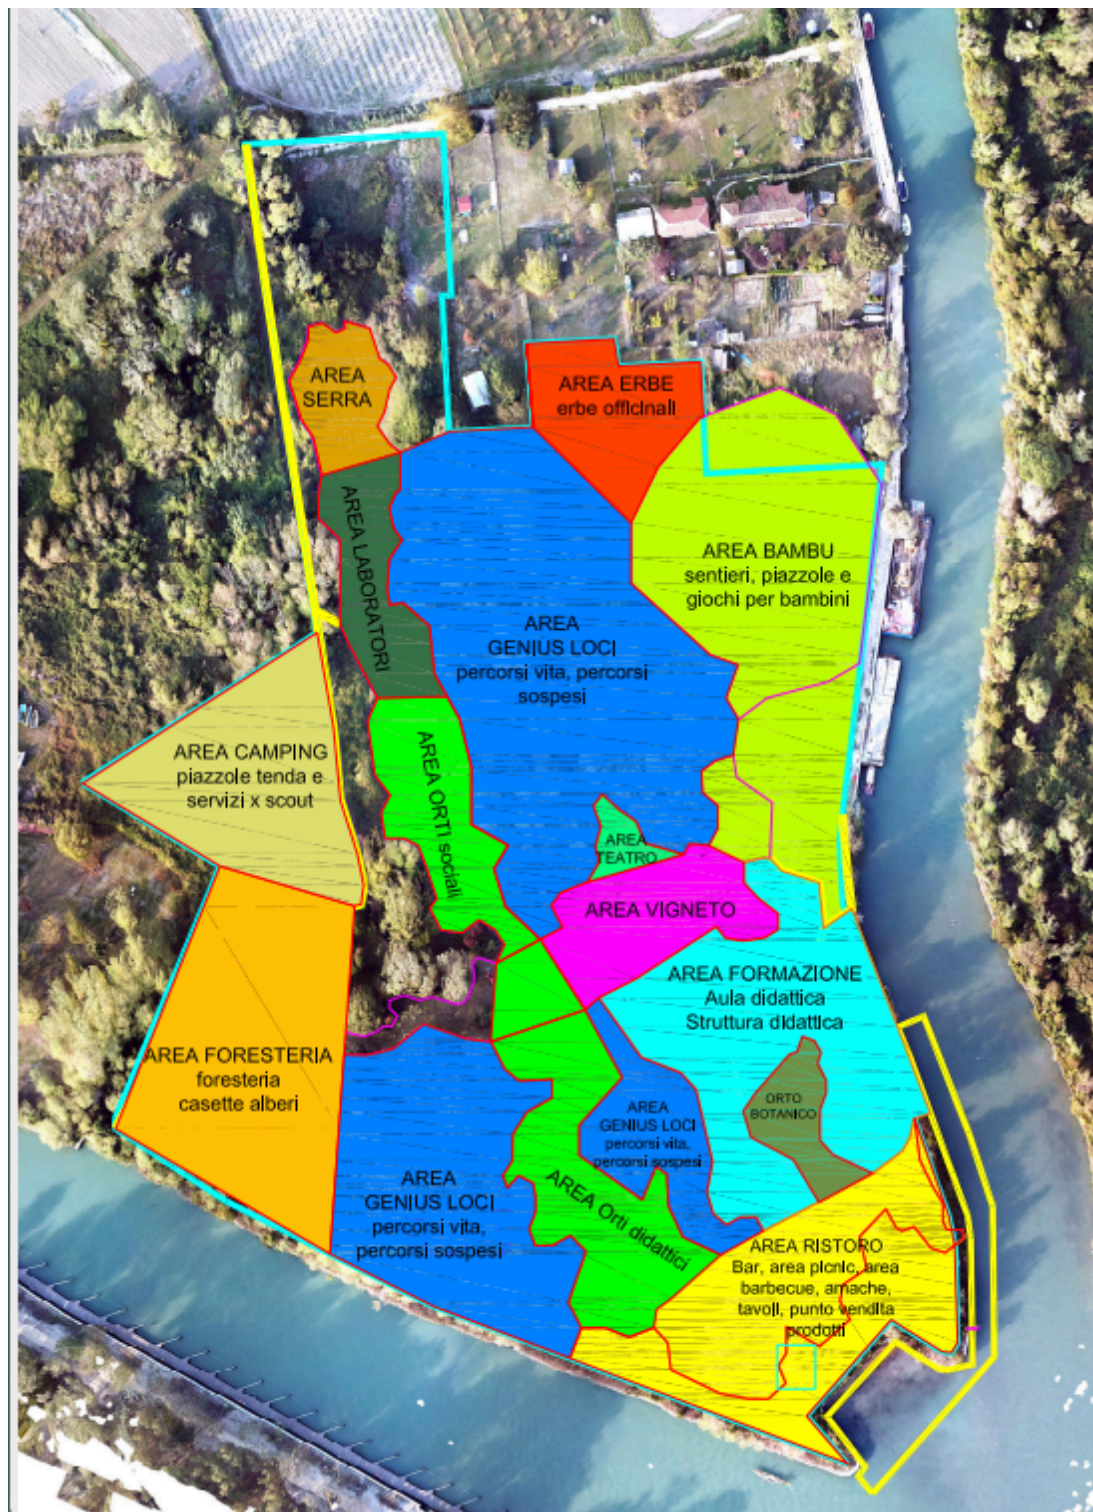 AREA
SERRA
AREA ERBE
erbe officinali
AREA LABORATORI
AREA BAMBU
sentieri, piazzole e
giochi per bambini
AREA
GENIUS LOCI
percorsi vita, percorsi
sospesi
AREA CAMPING
piazzole tenda e
servizi x scout
AREA ORTI sociali
AREA
TEATRO
AREA VIGNETO
AREA FORMAZIONE
Aula didattica
Struttura didattica
AREA FORESTERIA
foresteria
casette alberi
ORTO
BOTANICO
AREA
GENIUS LOCI
percorsi vita,
percorsi sospesi
AREA
GENIUS LOCI
percorsi vita,
percorsi sospesi
AREA Orti didattici
AREA RISTORO
Bar, area picnic, area
barbecue, amache,
tavoli, punto vendita
prodotti